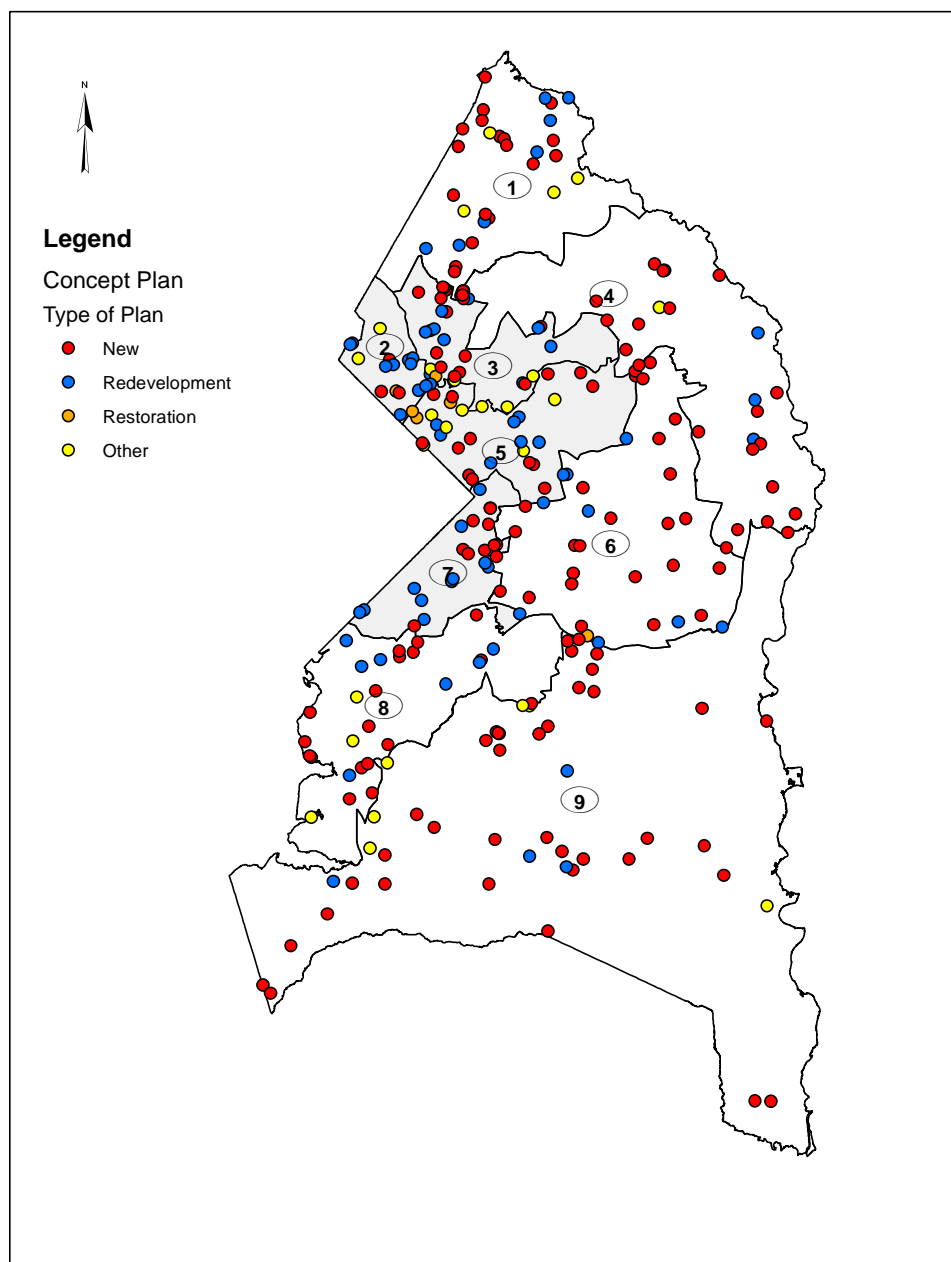 N
Legend
Concept Plan
Type of Plan
New
Redevelopment
Restoration
Other
1
4
2
3
5
6
7
8
9